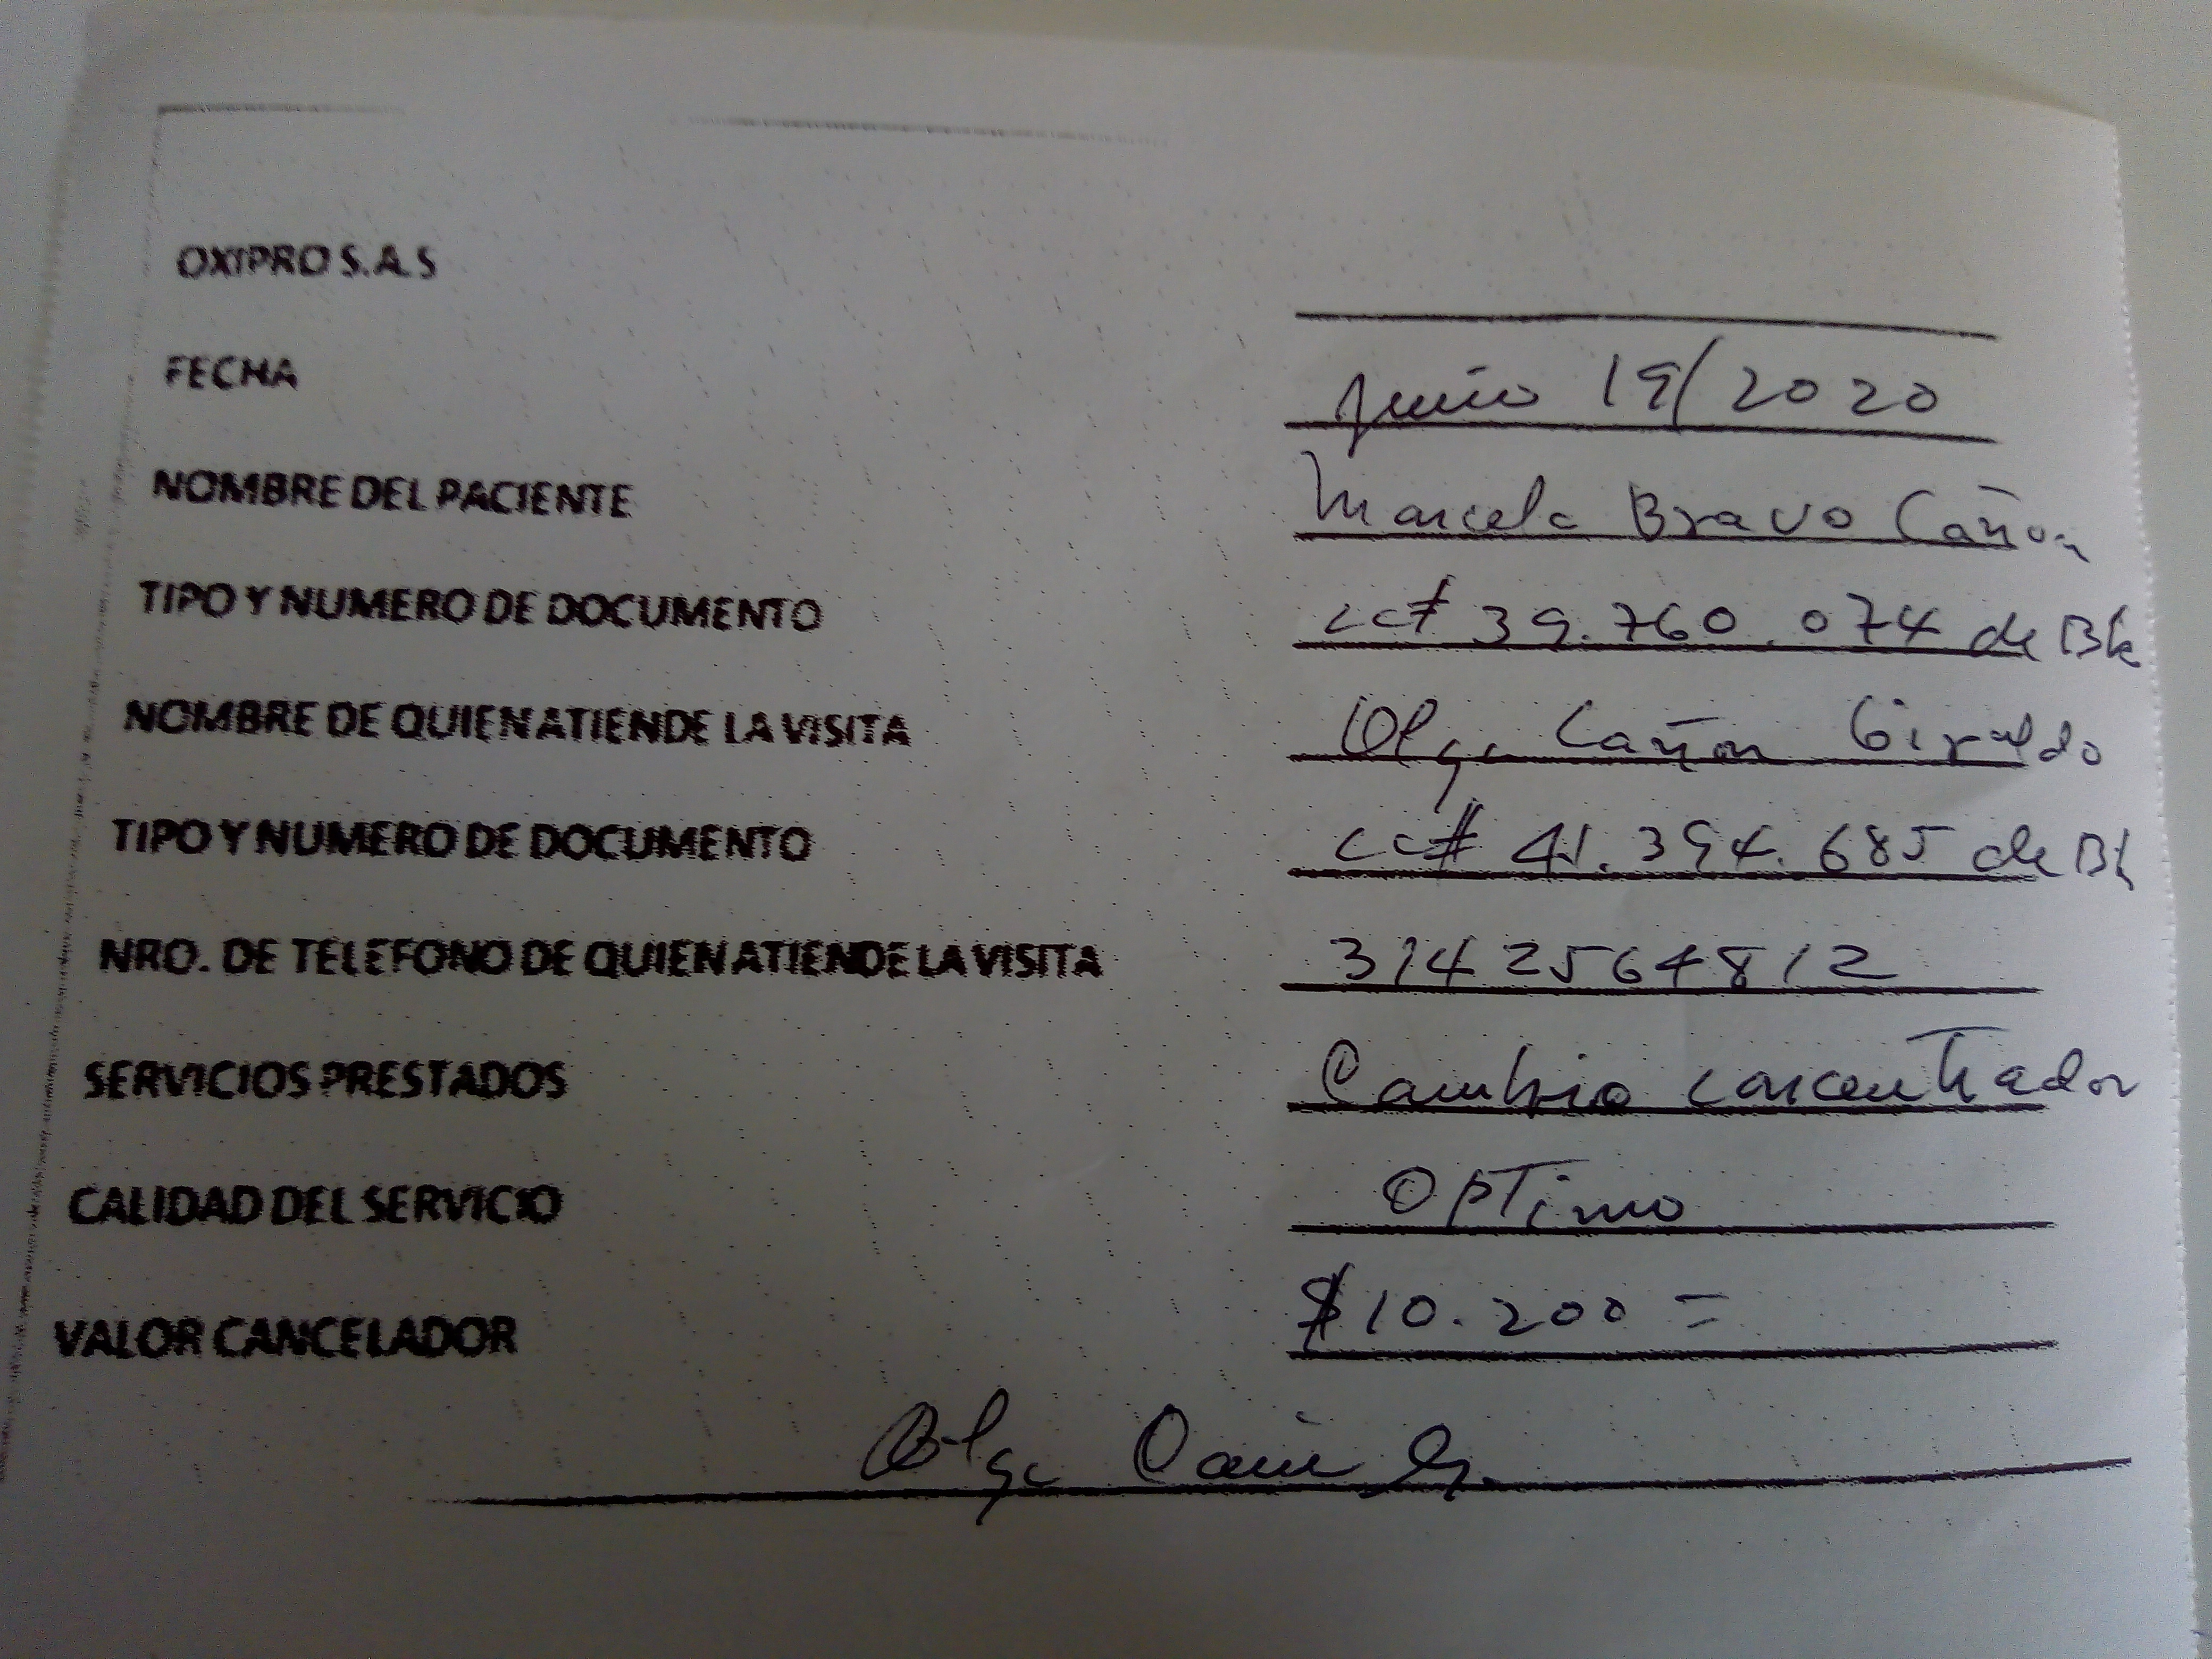 OXIPRO S.A.S
FECHA Junio 19/2020
NOMBRE DEL PACIENTE Marcela Bravo Cañon
TIPO Y NUMERO DE DOCUMENTO cc# 39.760.074 de
NOMBRE DE QUIEN ATIENDE LA VISITA Olga Cañon Giraldo
TIPO Y NUMERO DE DOCUMENTO cc# 41.394.685 de
NRO. DE TELEFONO DE QUIEN ATIENDE LA VISITA 3142564812
SERVICIOS PRESTADOS Cambio concentrador
CALIDAD DEL SERVICIO OPTimo
VALOR CANCELADOR $10.200=
Olga Cañon G.